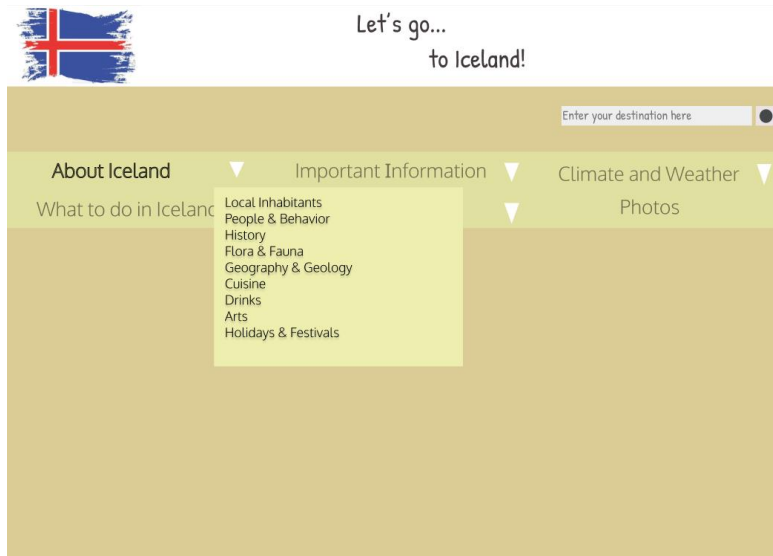 Let's go...
to Iceland!
Enter your destination here
About Iceland
Important Information
Climate and Weather
What to do in Iceland
Photos
Local Inhabitants
People & Behavior
History
Flora & Fauna
Geography & Geology
Cuisine
Drinks
Arts
Holidays & Festivals